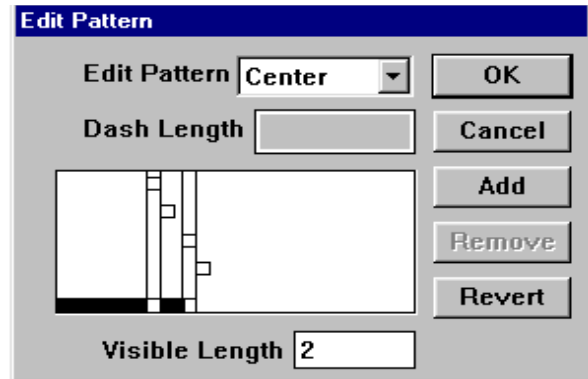 Edit Pattern
Edit Pattern Center OK
Dash Length Cancel
Add
Remove
Revert
Visible Length 2